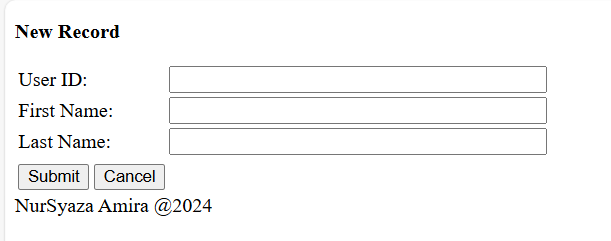 New Record
User ID:
First Name:
Last Name:
Submit Cancel
NurSyaza Amira @2024